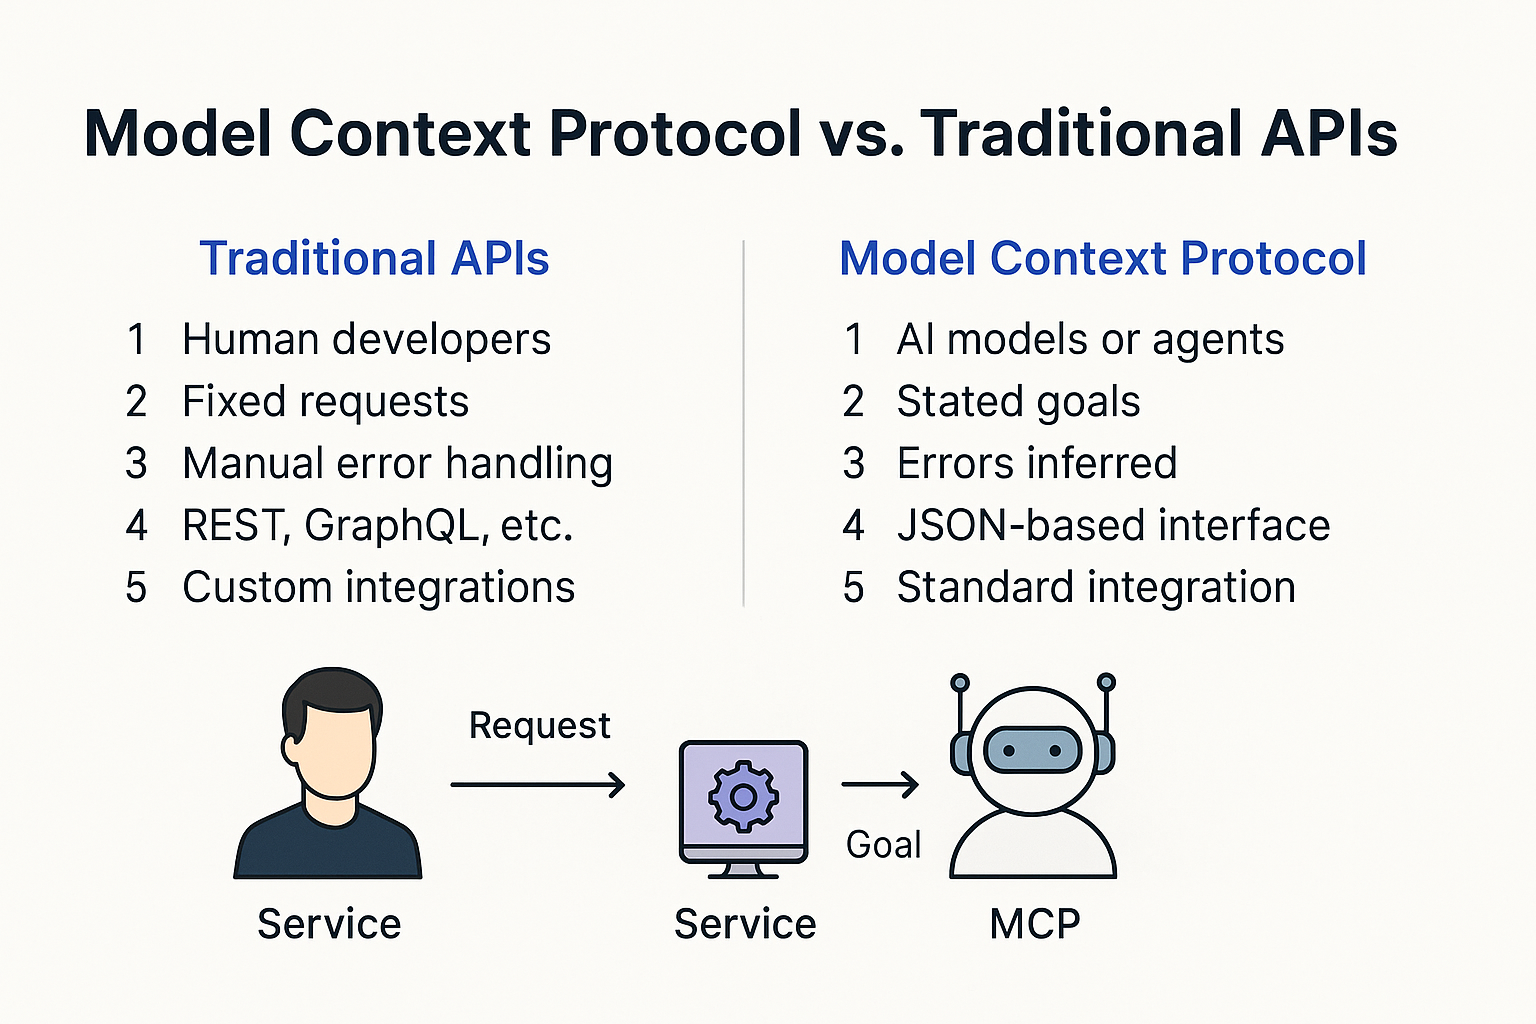 Model Context Protocol vs. Traditional APIs
Traditional APIs
1 Human developers
2 Fixed requests
3 Manual error handling
4 REST, GraphQL, etc.
5 Custom integrations
Model Context Protocol
1 AI models or agents
2 Stated goals
3 Errors inferred
4 JSON-based interface
5 Standard integration
Request
Goal
Service
Service
MCP